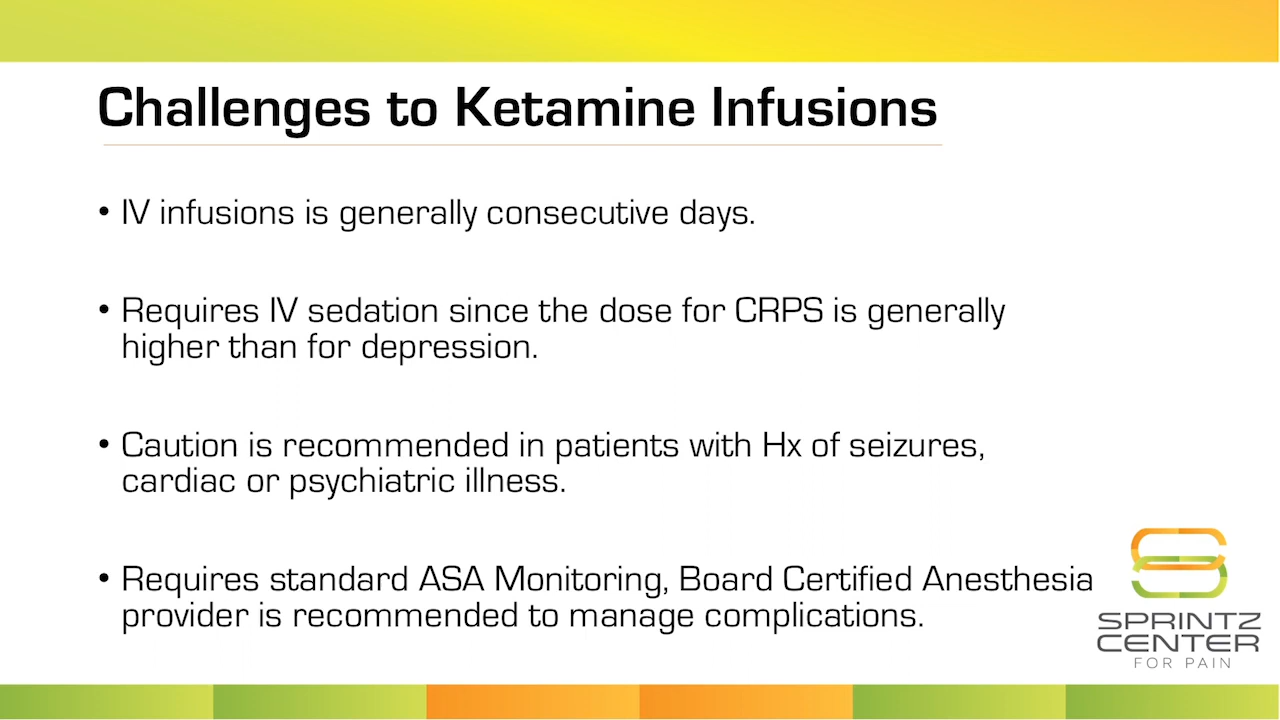 Challenges to Ketamine Infusions
• IV infusions is generally consecutive days.
• Requires IV sedation since the dose for CRPS is generally
higher than for depression.
• Caution is recommended in patients with Hx of seizures,
cardiac or psychiatric illness.
• Requires standard ASA Monitoring, Board Certified Anesthesia
provider is recommended to manage complications.
SPRINTZ
CENTER
FOR PAIN